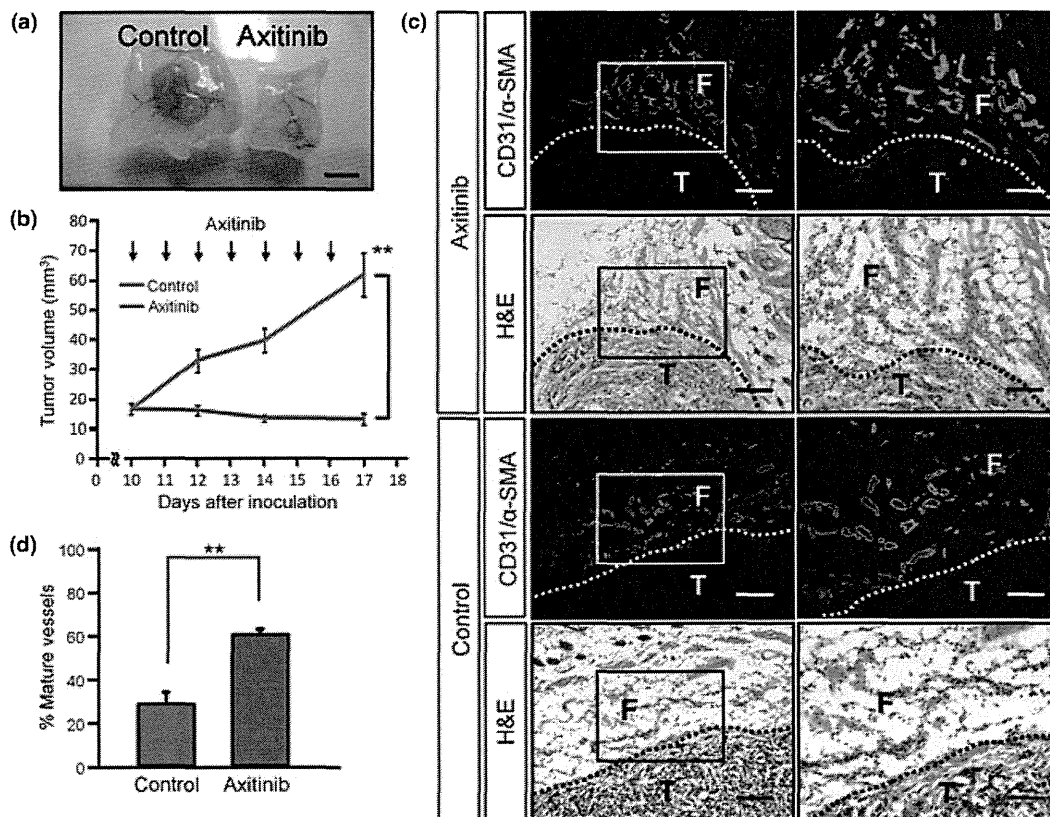 (a)
Control Axitinib
(b)
Axitinib
**
Tumor volume (mm³)
80
70
60
50
40
30
20
10
0
Control
Axitinib
0 10 11 12 13 14 15 16 17 18
Days after inoculation
(d)
**
% Mature vessels
100
80
60
40
20
0
Control Axitinib
(c)
Axitinib
CD31/α-SMA
F
T
F
T
H&E
F
T
F
T
Control
CD31/α-SMA
F
T
F
T
H&E
F
T
F
T